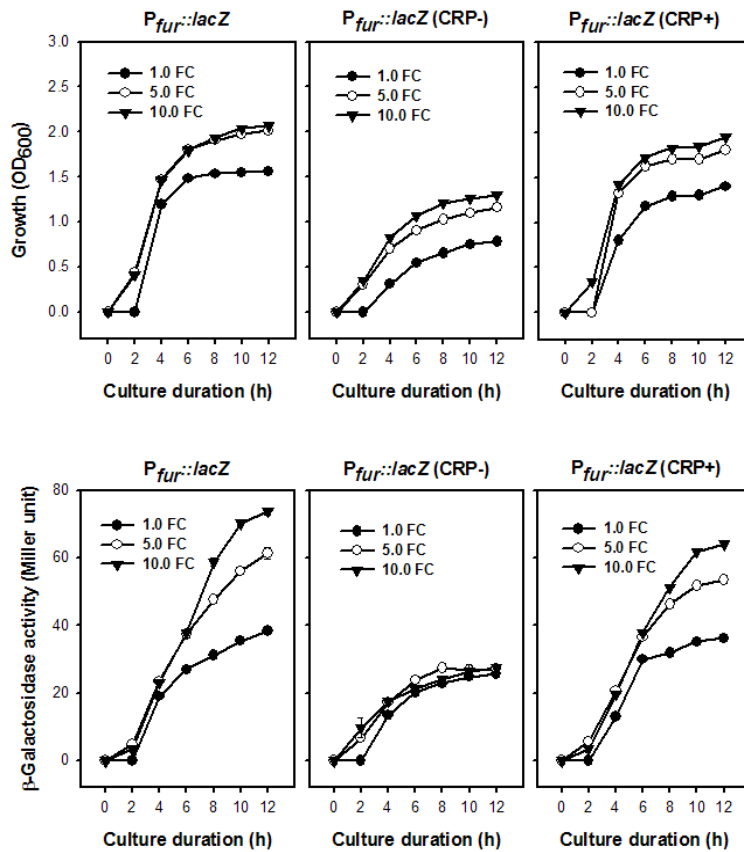 P fur::lacZ
P fur::lacZ (CRP-)
P fur::lacZ (CRP+)
Growth (OD600)
3.0
2.5
2.0
1.5
1.0
0.5
0.0
1.0 FC
5.0 FC
10.0 FC
1.0 FC
5.0 FC
10.0 FC
1.0 FC
5.0 FC
10.0 FC
0 2 4 6 8 10 12
0 2 4 6 8 10 12
0 2 4 6 8 10 12
Culture duration (h)
Culture duration (h)
Culture duration (h)
P fur::lacZ
P fur::lacZ (CRP-)
P fur::lacZ (CRP+)
β-Galactosidase activity (Miller unit)
80
60
40
20
0
1.0 FC
5.0 FC
10.0 FC
1.0 FC
5.0 FC
10.0 FC
1.0 FC
5.0 FC
10.0 FC
0 2 4 6 8 10 12
0 2 4 6 8 10 12
0 2 4 6 8 10 12
Culture duration (h)
Culture duration (h)
Culture duration (h)